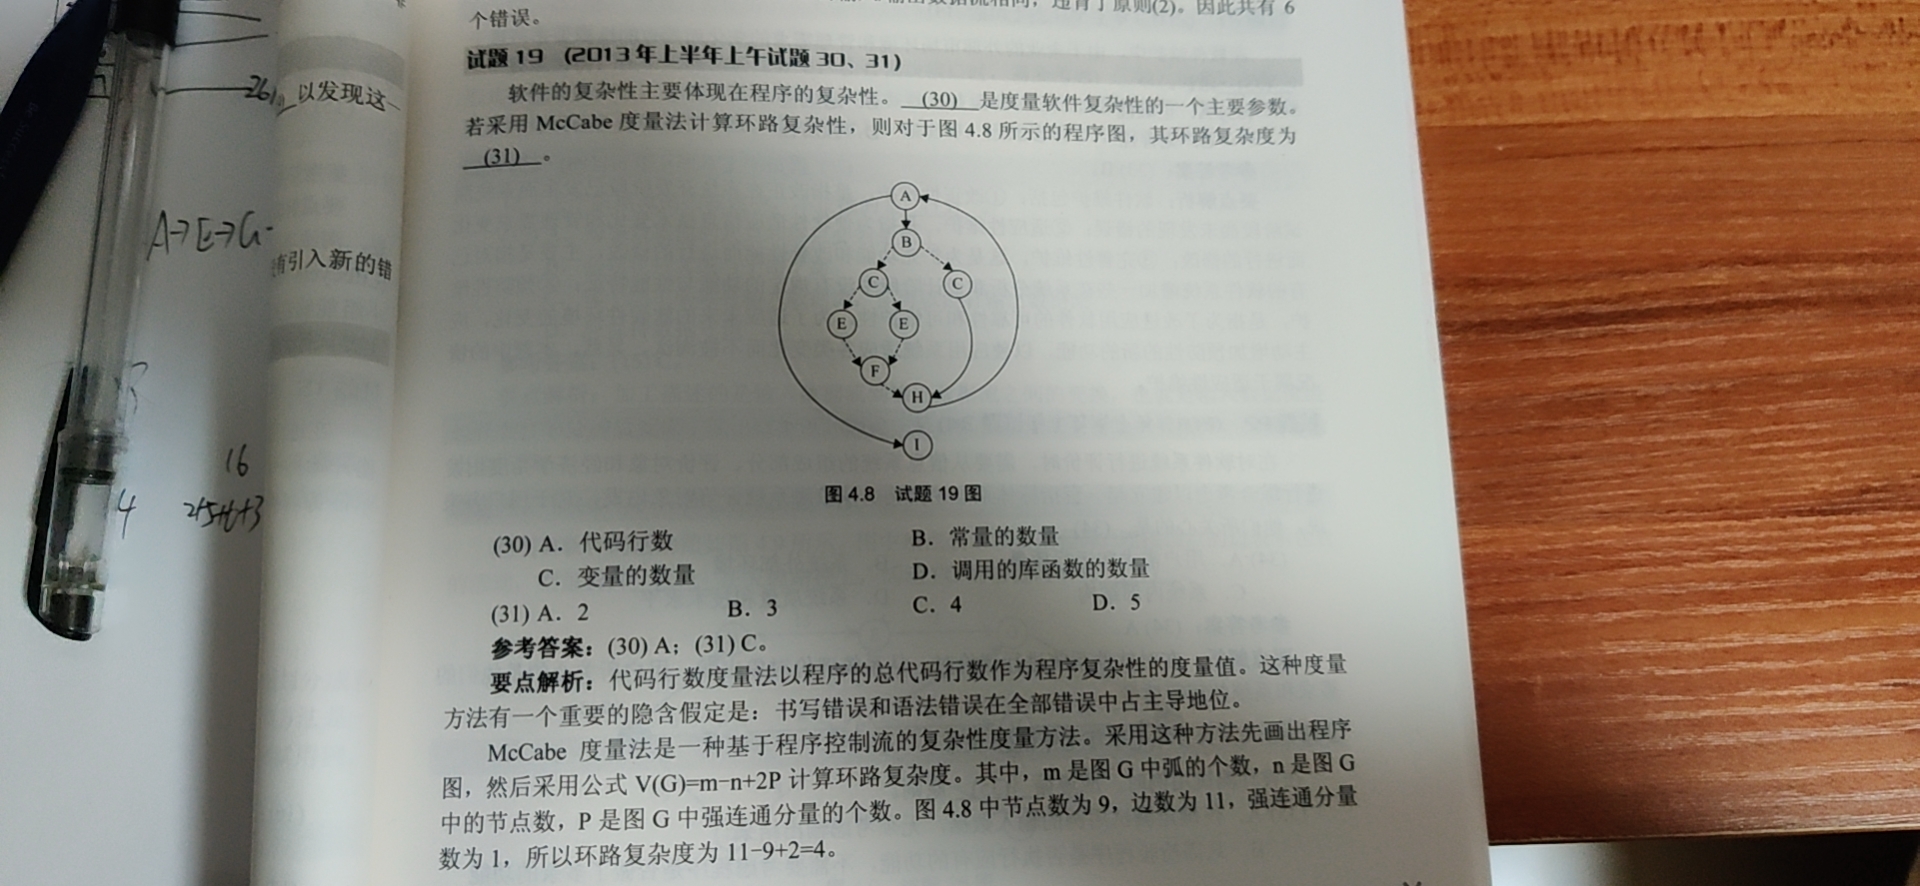 出数据流相同，违背了原则(2)。因此共有 6
个错误。
试题 19 （2013 年上半年上午试题 30、31）
软件的复杂性主要体现在程序的复杂性。 (30) 是度量软件复杂性的一个主要参数。
若采用 McCabe 度量法计算环路复杂性，则对于图 4.8 所示的程序图，其环路复杂度为
(31) 。
A
B
C C
E E
F
H
I
图 4.8 试题 19 图
(30) A．代码行数 B．常量的数量
C．变量的数量 D．调用的库函数的数量
(31) A．2 B．3 C．4 D．5
参考答案：(30) A；(31) C。
要点解析：代码行数度量法以程序的总代码行数作为程序复杂性的度量值。这种度量
方法有一个重要的隐含假定是：书写错误和语法错误在全部错误中占主导地位。
McCabe 度量法是一种基于程序控制流的复杂性度量方法。采用这种方法先画出程序
图，然后采用公式 V(G)=m−n+2P 计算环路复杂度。其中，m 是图 G 中弧的个数，n 是图 G
中的节点数，P 是图 G 中强连通分量的个数。图 4.8 中节点数为 9，边数为 11，强连通分量
数为 1，所以环路复杂度为 11−9+2=4。
以发现这
A→E→G-
有引入新的错
16
4